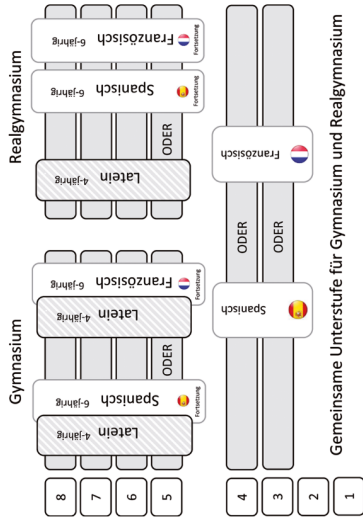 Gymnasium
Realgymnasium
8
7
6
5
Latein 4-jährig
Spanisch 6-jährig
Fortsetzung
ODER
Latein 4-jährig
Französisch 6-jährig
Fortsetzung
Latein 4-jährig
ODER
Spanisch 6-jährig
Fortsetzung
Französisch 6-jährig
Fortsetzung
4
3
2
1
Spanisch
ODER
ODER
Französisch
Gemeinsame Unterstufe für Gymnasium und Realgymnasium